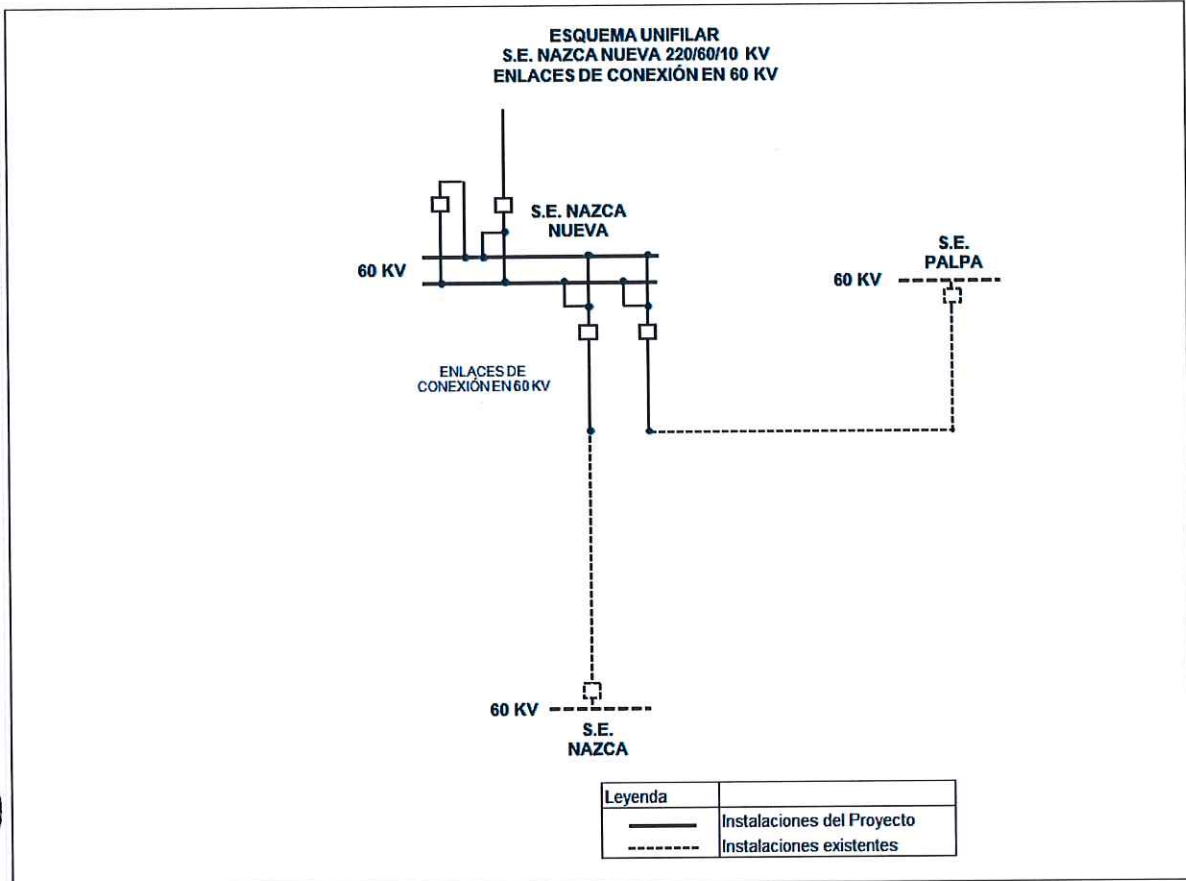 ESQUEMA UNIFILAR
S.E. NAZCA NUEVA 220/60/10 KV
ENLACES DE CONEXIÓN EN 60 KV
S.E. NAZCA
NUEVA
60 KV
S.E.
PALPA
60 KV
ENLACES DE
CONEXIÓN EN 60 KV
60 KV
S.E.
NAZCA
Leyenda
Instalaciones del Proyecto
Instalaciones existentes